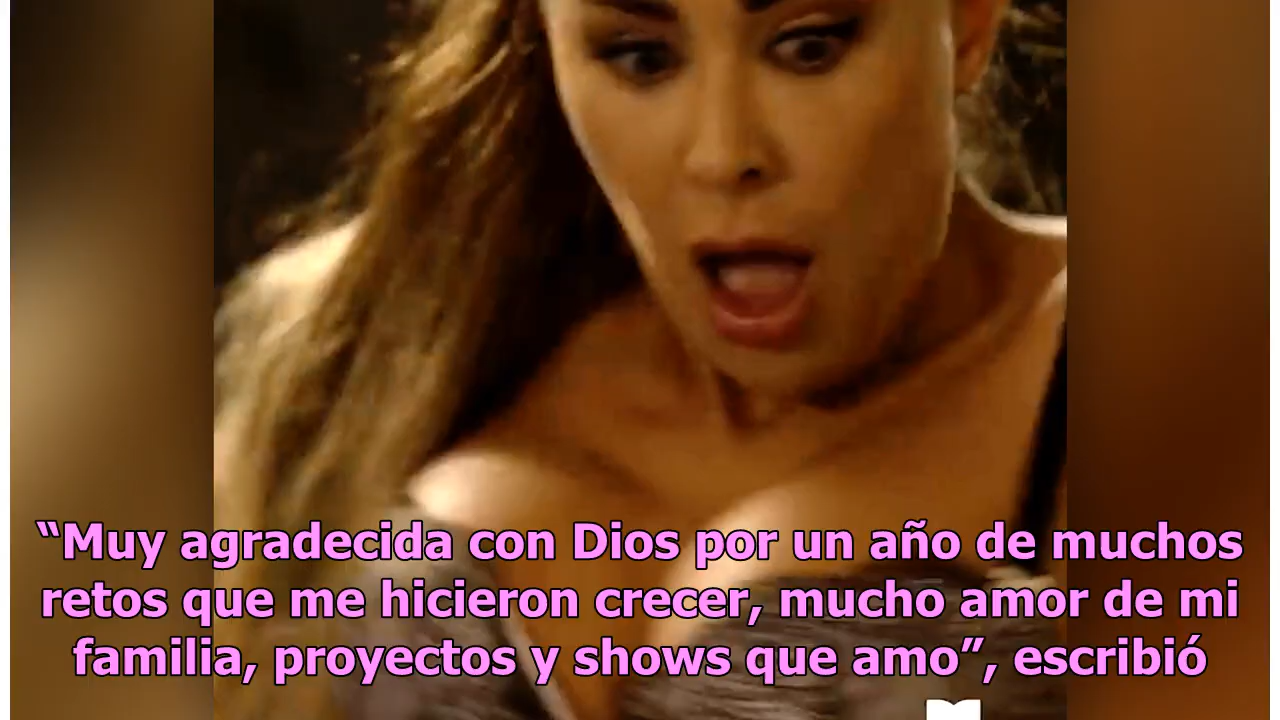 “Muy agradecida con Dios por un año de muchos
retos que me hicieron crecer, mucho amor de mi
familia, proyectos y shows que amo”, escribió